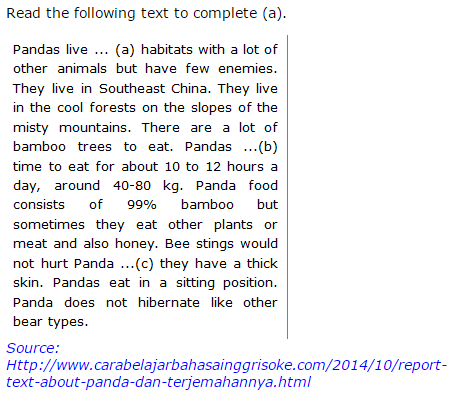 Read the following text to complete (a).
Pandas live ... (a) habitats with a lot of
other animals but have few enemies.
They live in Southeast China. They live
in the cool forests on the slopes of the
misty mountains. There are a lot of
bamboo trees to eat. Pandas ...(b)
time to eat for about 10 to 12 hours a
day, around 40-80 kg. Panda food
consists of 99% bamboo but
sometimes they eat other plants or
meat and also honey. Bee stings would
not hurt Panda ...(c) they have a thick
skin. Pandas eat in a sitting position.
Panda does not hibernate like other
bear types.
Source:
Http://www.carabelajarbahasainggrisoke.com/2014/10/report-
text-about-panda-dan-terjemahannya.html